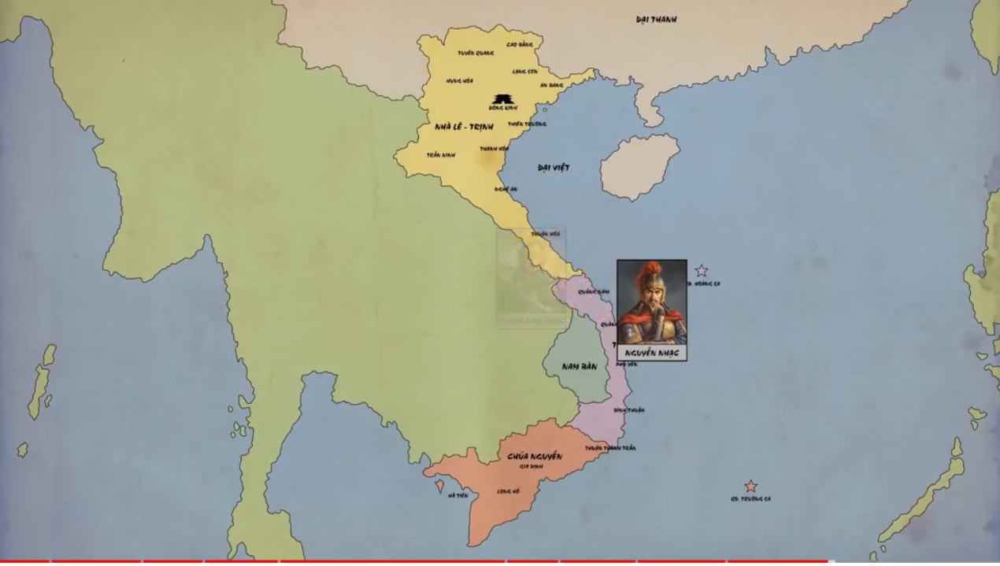 ĐẠI THANH
CAO BẰNG
TUYÊN QUANG
LẠNG SƠN
HƯNG HÓA
AN BANG
ĐÔNG KINH
NHÀ LÊ - TRỊNH
THIÊN TRƯỜNG
THANH HÓA
TRẤN NINH
ĐẠI VIỆT
NGHỆ AN
THUẬN HÓA
QĐ. HOÀNG SA
QUẢNG NAM
NGUYỄN NHẠC
PHÚ YÊN
NAM BÀN
BÌNH THUẬN
THUẬN THÀNH TRẤN
CHÚA NGUYỄN
GIA ĐỊNH
LONG HỒ
HÀ TIÊN
QĐ. TRƯỜNG SA